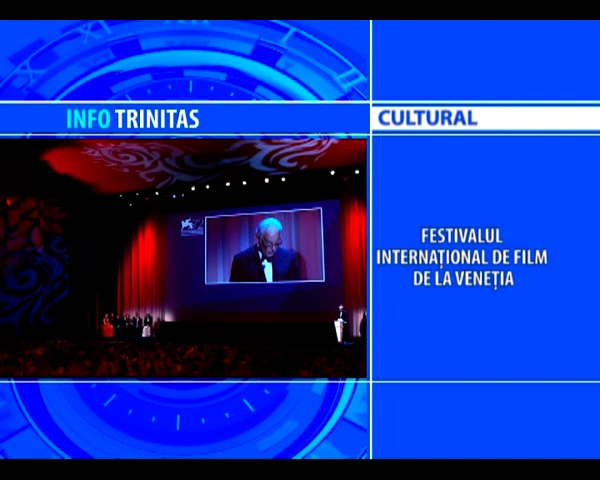 INFO TRINITAS
CULTURAL
FESTIVALUL
INTERNAȚIONAL DE FILM
DE LA VENEȚIA